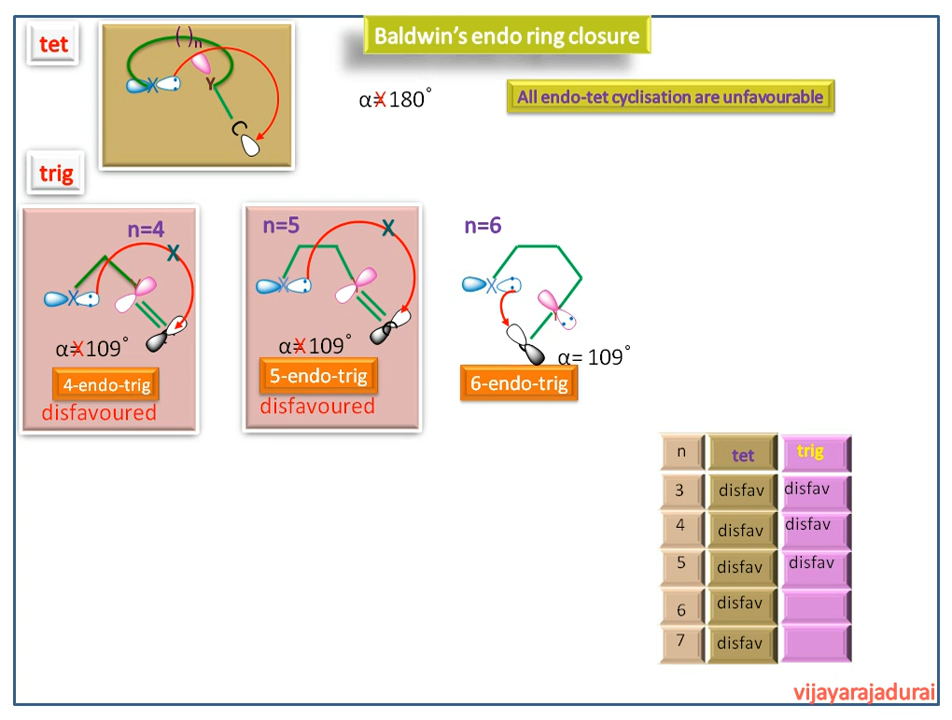 Baldwin's endo ring closure
tet
( )n
X
Y
α≠ 180°
All endo-tet cyclisation are unfavourable
trig
n=4
X
X
α≠ 109°
4-endo-trig
disfavoured
n=5
X
X
α≠ 109°
5-endo-trig
disfavoured
n=6
X
Y
α= 109°
6-endo-trig
n tet trig
3 disfav disfav
4 disfav disfav
5 disfav disfav
6 disfav
7 disfav
vijayarajadurai